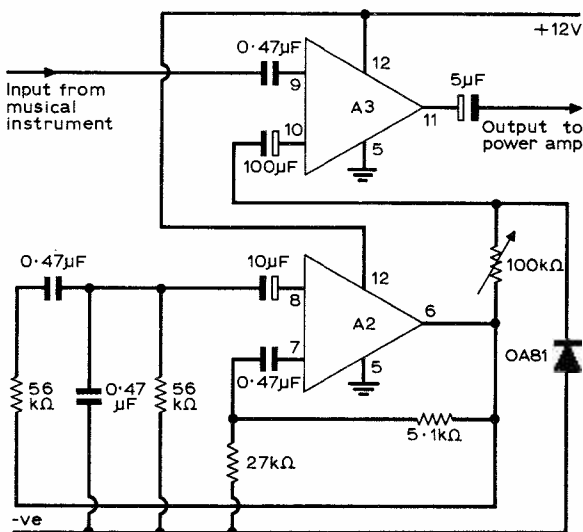 +12V
0·47µF
12
9
Input from
musical
instrument
A3
5µF
11
10
100µF
5
Output to
power amp
0·47µF
10µF
12
100kΩ
8
6
A2
7
0·47µF
5
OA81
56
kΩ
0·47
µF
56
kΩ
5·1kΩ
27kΩ
-ve